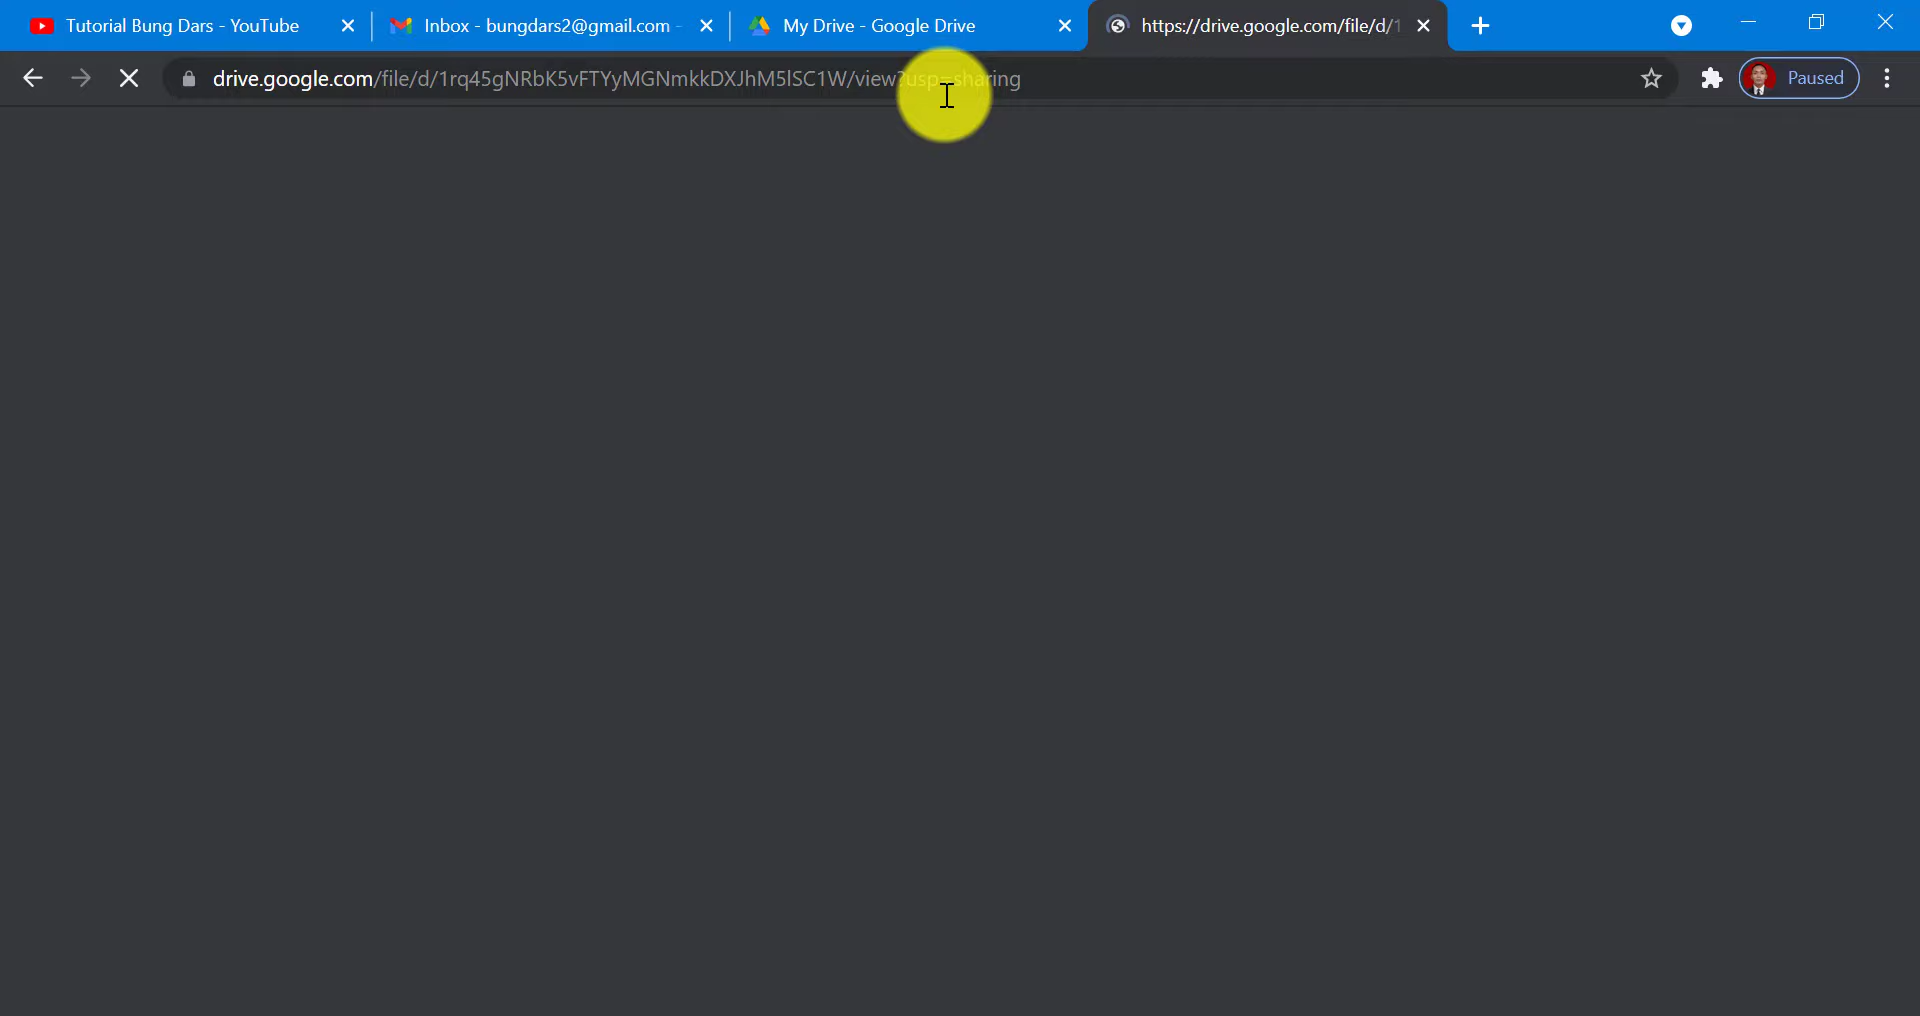 Tutorial Bung Dars - YouTube
Inbox - bungdars2@gmail.com -
My Drive - Google Drive
https://drive.google.com/file/d/1
drive.google.com/file/d/1rq45gNRbK5vFTYyMGNmkkDXJhM5lSC1W/view?usp=sharing
Paused